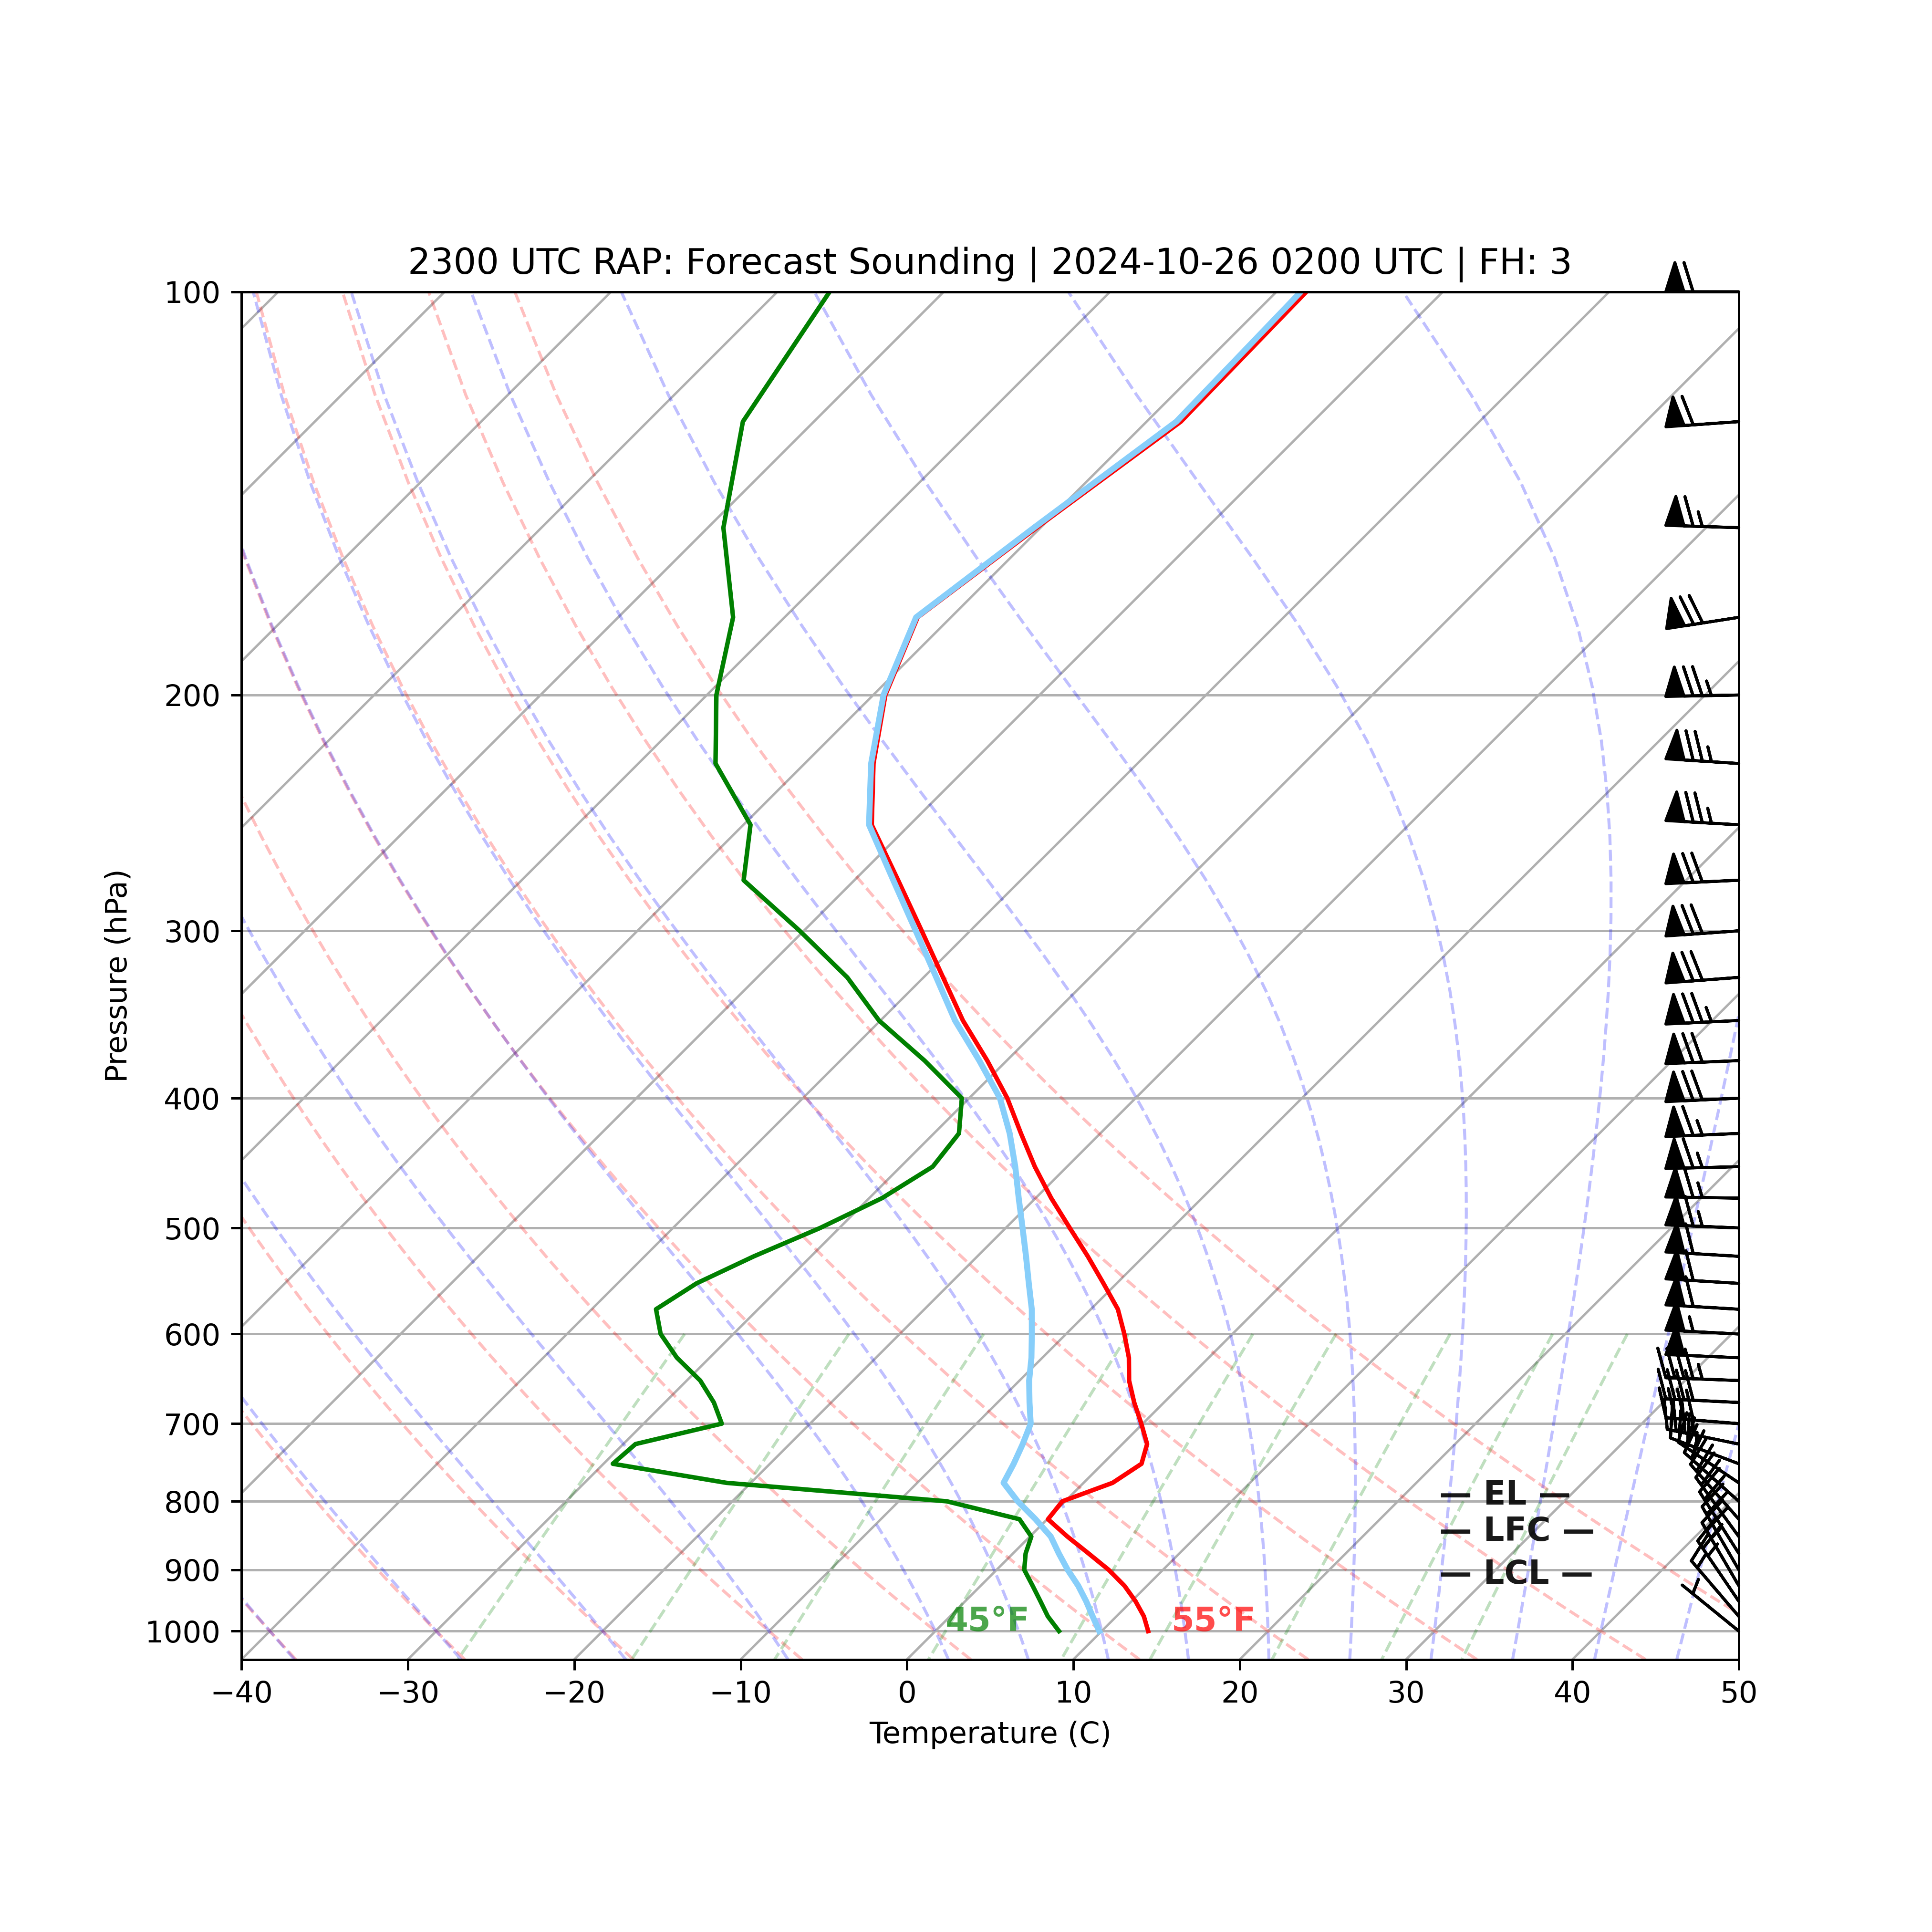 2300 UTC RAP: Forecast Sounding | 2024-10-26 0200 UTC | FH: 3
100
200
300
400
500
600
700
800
900
1000
Pressure (hPa)
— EL —
— LFC —
— LCL —
45°F
55°F
−40 −30 −20 −10 0 10 20 30 40 50
Temperature (C)